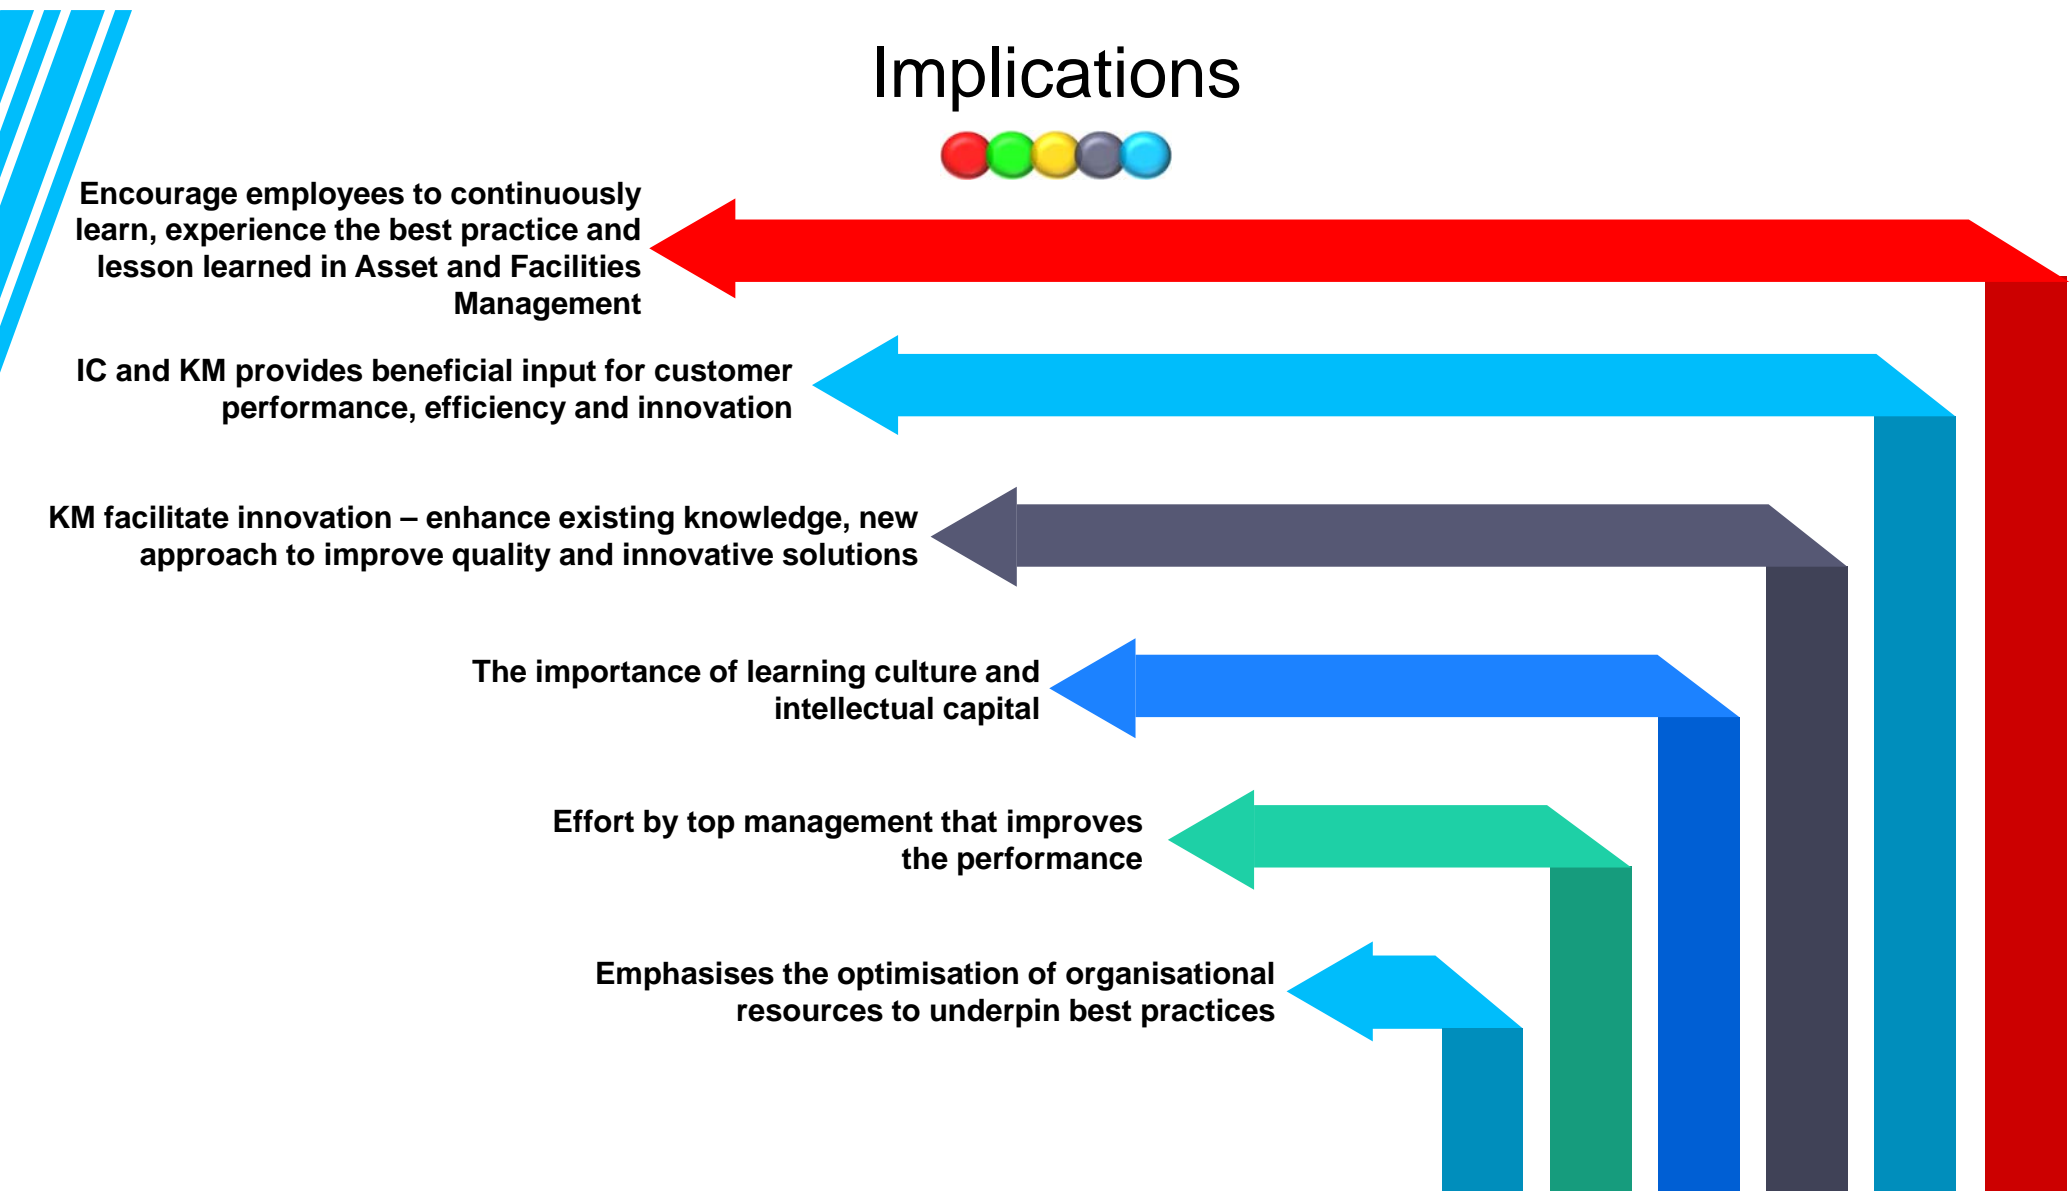 Implications
Encourage employees to continuously
learn, experience the best practice and
lesson learned in Asset and Facilities
Management
IC and KM provides beneficial input for customer
performance, efficiency and innovation
KM facilitate innovation – enhance existing knowledge, new
approach to improve quality and innovative solutions
The importance of learning culture and
intellectual capital
Effort by top management that improves
the performance
Emphasises the optimisation of organisational
resources to underpin best practices